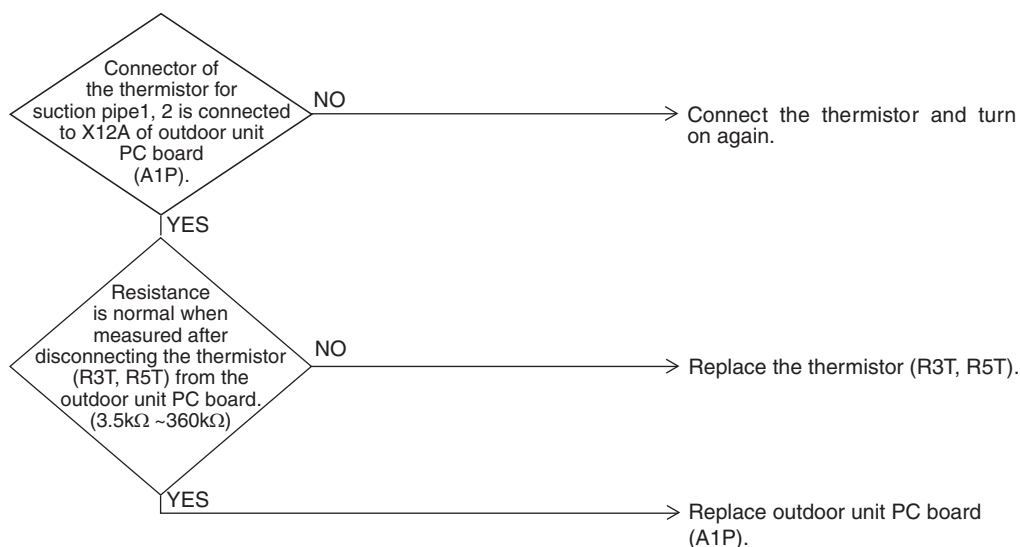 Connector of
the thermistor for
suction pipe1, 2 is connected
to X12A of outdoor unit
PC board
(A1P).
NO
Connect the thermistor and turn
on again.
YES
Resistance
is normal when
measured after
disconnecting the thermistor
(R3T, R5T) from the
outdoor unit PC board.
(3.5kΩ ~360kΩ)
NO
Replace the thermistor (R3T, R5T).
YES
Replace outdoor unit PC board
(A1P).